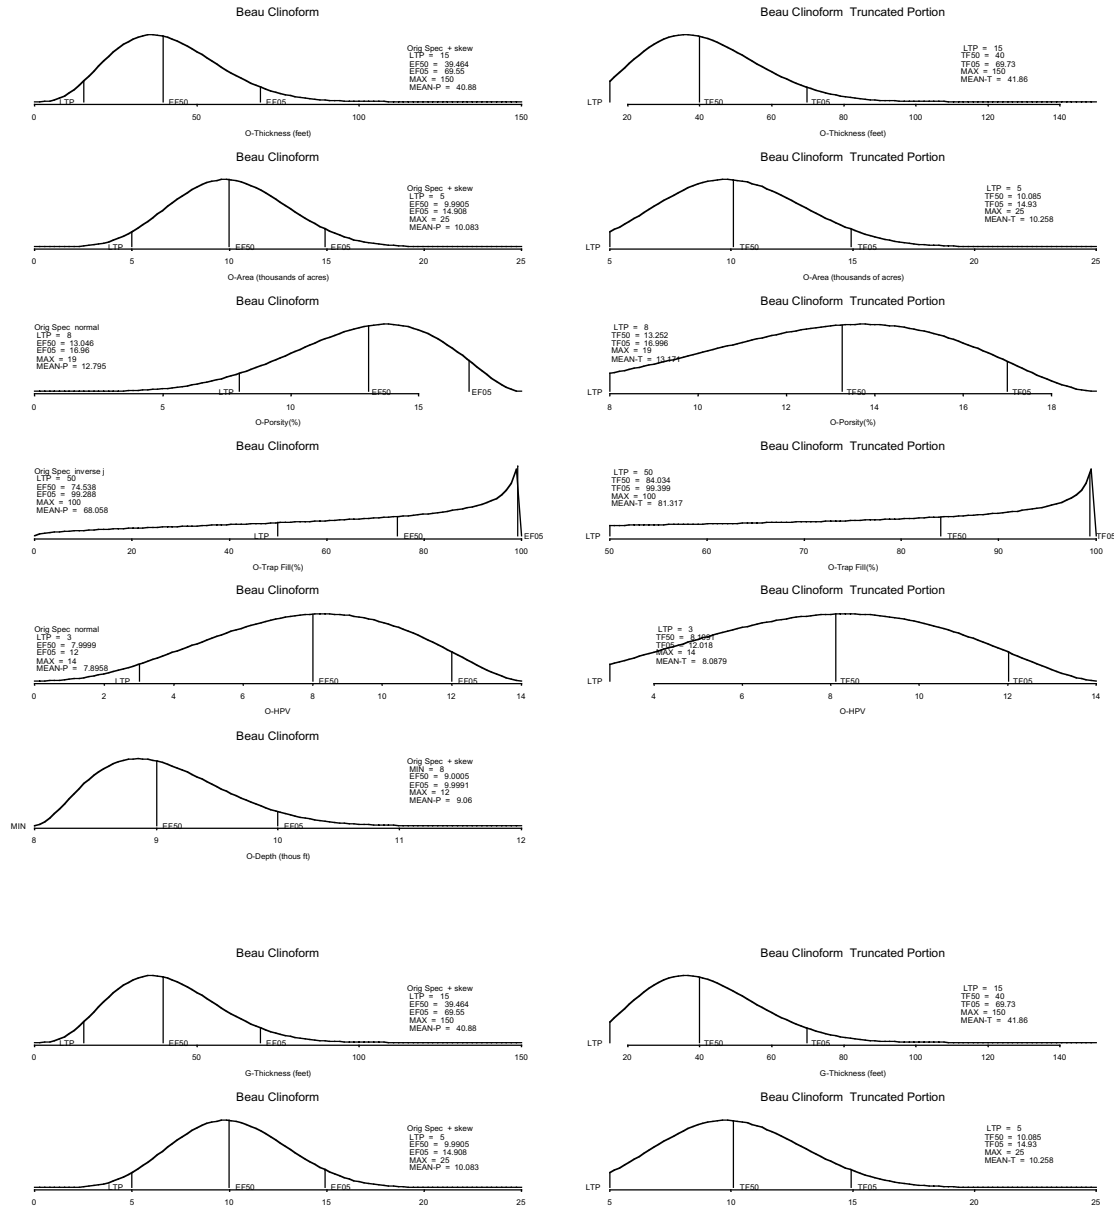 Beau Clinoform
Orig Spec + skew
LTP = 15
EF50 = 39.464
EF05 = 69.55
MAX = 150
MEAN-P = 40.88
LTP
EF50
EF05
0 50 100 150
O-Thickness (feet)
Beau Clinoform Truncated Portion
LTP = 15
TF50 = 40
TF05 = 69.73
MAX = 150
MEAN-T = 41.86
LTP
TF50
TF05
20 40 60 80 100 120 140
O-Thickness (feet)
Beau Clinoform
Orig Spec + skew
LTP = 5
EF50 = 9.9905
EF05 = 14.908
MAX = 25
MEAN-P = 10.083
LTP
EF50
EF05
0 5 10 15 20 25
O-Area (thousands of acres)
Beau Clinoform Truncated Portion
LTP = 5
TF50 = 10.085
TF05 = 14.93
MAX = 25
MEAN-T = 10.258
LTP
TF50
TF05
5 10 15 20 25
O-Area (thousands of acres)
Beau Clinoform
Orig Spec normal
LTP = 8
EF50 = 13.046
EF05 = 16.96
MAX = 19
MEAN-P = 12.795
LTP
EF50
EF05
0 5 10 15
O-Porsity(%)
Beau Clinoform Truncated Portion
LTP = 8
TF50 = 13.252
TF05 = 16.996
MAX = 19
MEAN-T = 13.171
LTP
TF50
TF05
8 10 12 14 16 18
O-Porsity(%)
Beau Clinoform
Orig Spec inverse j
LTP = 50
EF50 = 74.538
EF05 = 99.288
MAX = 100
MEAN-P = 68.058
LTP
EF50
EF05
0 20 40 60 80 100
O-Trap Fill(%)
Beau Clinoform Truncated Portion
LTP = 50
TF50 = 84.034
TF05 = 99.399
MAX = 100
MEAN-T = 81.317
LTP
TF50
TF05
50 60 70 80 90 100
O-Trap Fill(%)
Beau Clinoform
Orig Spec normal
LTP = 3
EF50 = 7.9999
EF05 = 12
MAX = 14
MEAN-P = 7.8958
LTP
EF50
EF05
0 2 4 6 8 10 12 14
O-HPV
Beau Clinoform Truncated Portion
LTP = 3
TF50 =
TF05 = 12.018
MAX = 14
MEAN-T = 8.0879
LTP
TF50
TF05
4 6 8 10 12 14
O-HPV
Beau Clinoform
Orig Spec + skew
MIN = 8
EF50 = 9.0005
EF05 = 9.9991
MAX = 12
MEAN-P = 9.06
MIN
EF50
EF05
8 9 10 11 12
O-Depth (thous ft)
Beau Clinoform
Orig Spec + skew
LTP = 15
EF50 = 39.464
EF05 = 69.55
MAX = 150
MEAN-P = 40.88
LTP
EF50
EF05
0 50 100 150
G-Thickness (feet)
Beau Clinoform Truncated Portion
LTP = 15
TF50 = 40
TF05 = 69.73
MAX = 150
MEAN-T = 41.86
LTP
TF50
TF05
20 40 60 80 100 120 140
G-Thickness (feet)
Beau Clinoform
Orig Spec + skew
LTP = 5
EF50 = 9.9905
EF05 = 14.908
MAX = 25
MEAN-P = 10.083
LTP
EF50
EF05
0 5 10 15 20 25
Beau Clinoform Truncated Portion
LTP = 5
TF50 = 10.085
TF05 = 14.93
MAX = 25
MEAN-T = 10.258
LTP
TF50
TF05
5 10 15 20 25